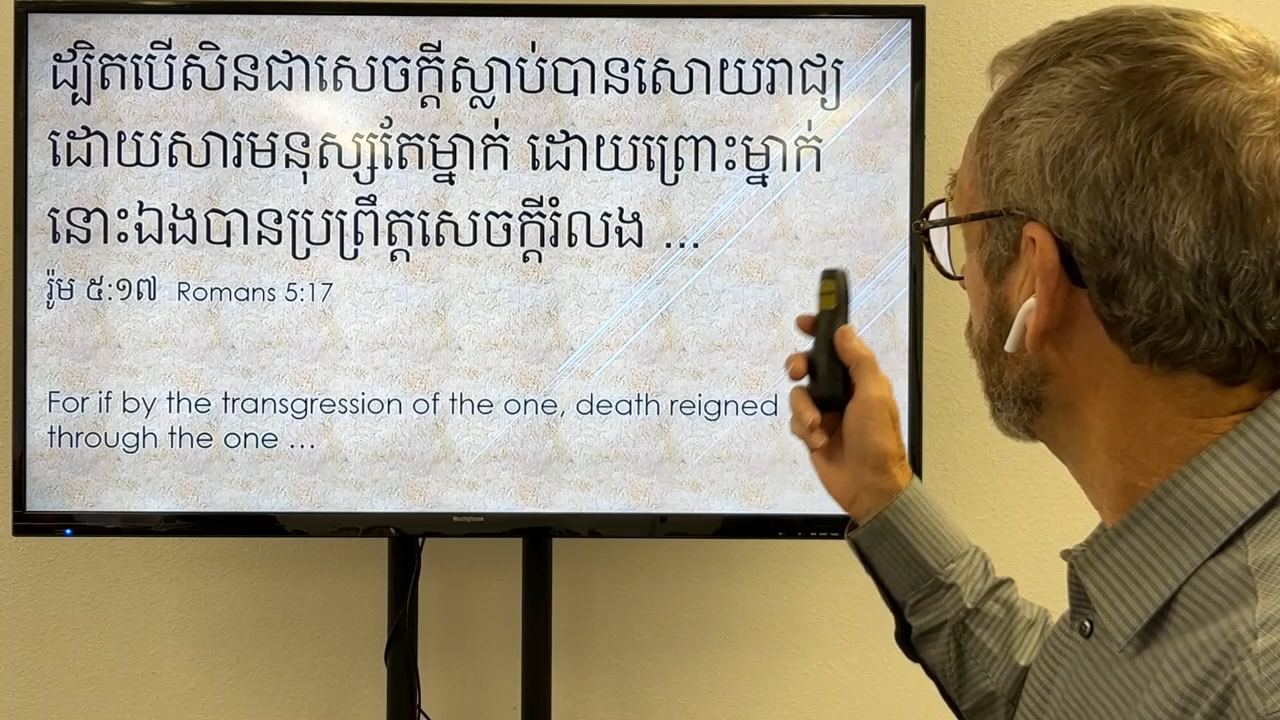 ដ្បិតបើសិនជាសេចក្ដីស្លាប់បានសោយរាជ្យ
ដោយសារមនុស្សតែម្នាក់ ដោយព្រោះម្នាក់
នោះឯងបានប្រព្រឹត្តសេចក្ដីរំលង ...
រ៉ូម ៥:១៧ Romans 5:17
For if by the transgression of the one, death reigned
through the one ...
Westinghouse